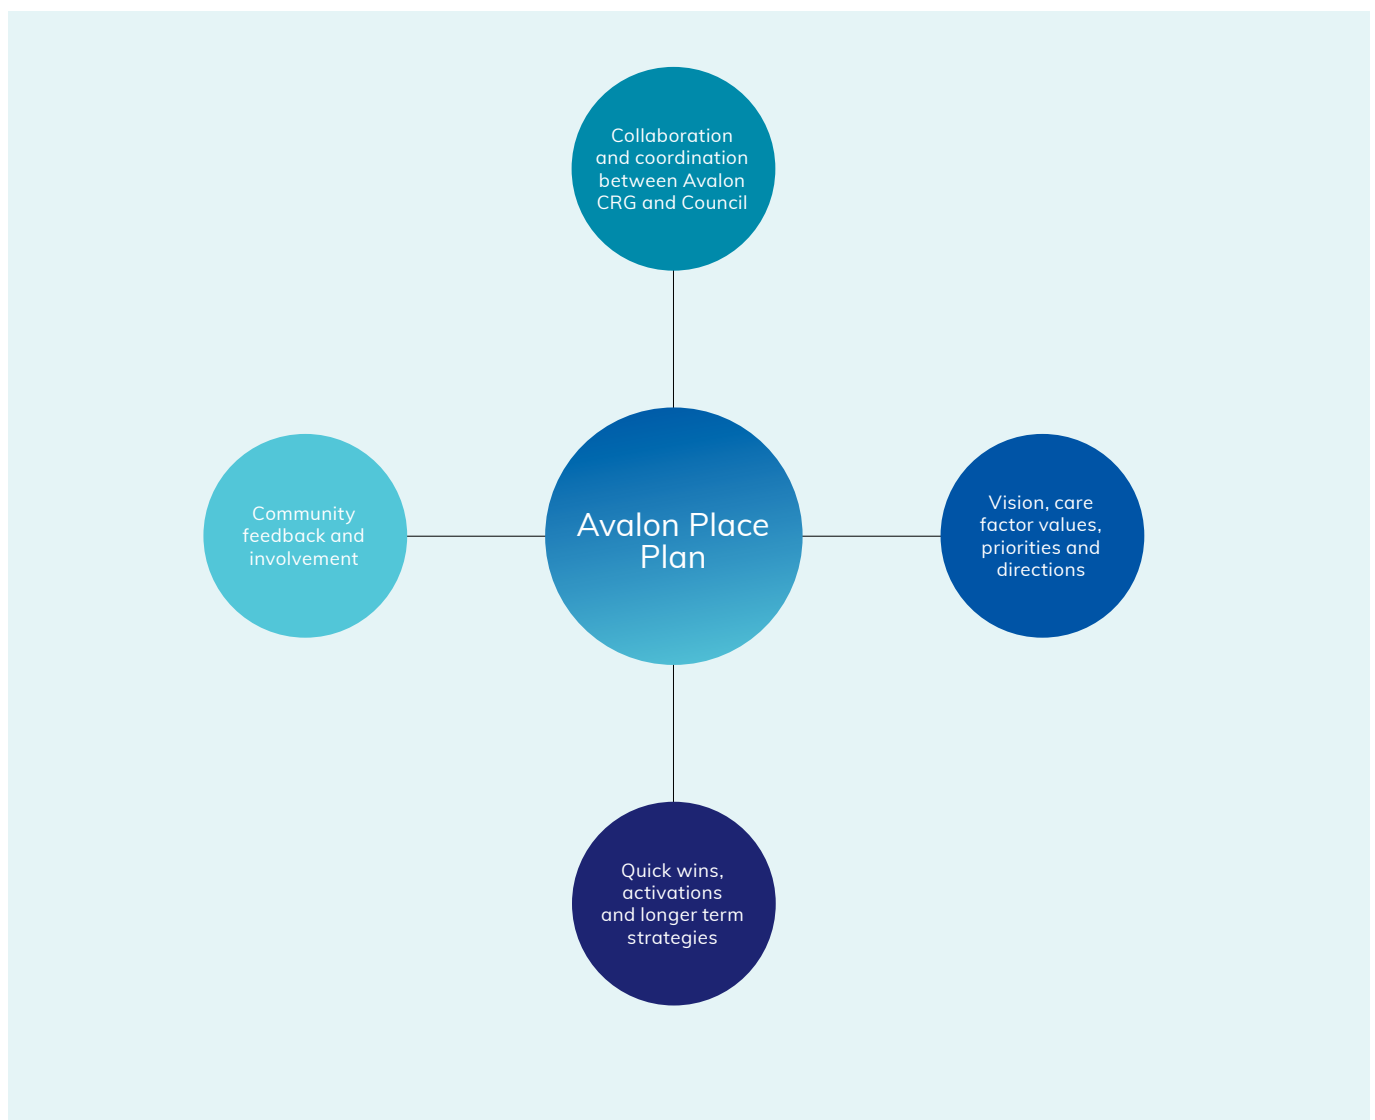 Collaboration
and coordination
between Avalon
CRG and Council
Community
feedback and
involvement
Avalon Place
Plan
Vision, care
factor values,
priorities and
directions
Quick wins,
activations
and longer term
strategies